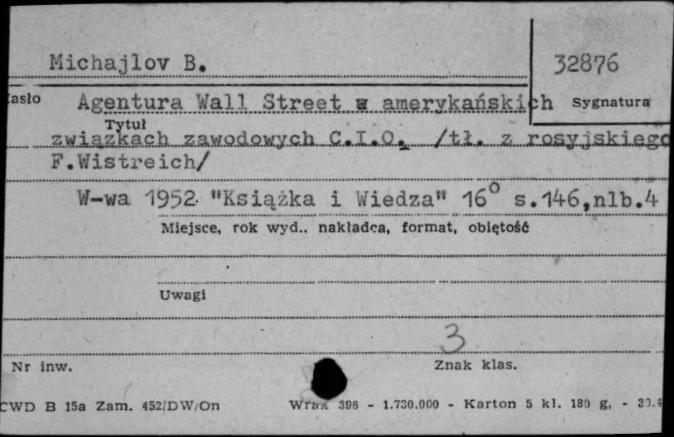 Michajlov B.
32876
asło Agentura Wall Street w amerykańskich Sygnatura
Tytuł
związkach zawodowych C.I.O. /tł. z rosyjskiego
F.Wistreich/
W-wa 1952 "Książka i Wiedza" 16° s.146,nlb.4
Miejsce, rok wyd., nakładca, format, objętość
Uwagi
3
Nr inw. Znak klas.
CWD B 15a Zam. 452/DW/On 396 - 1.730.000 - Karton 5 kl. 180 g, -